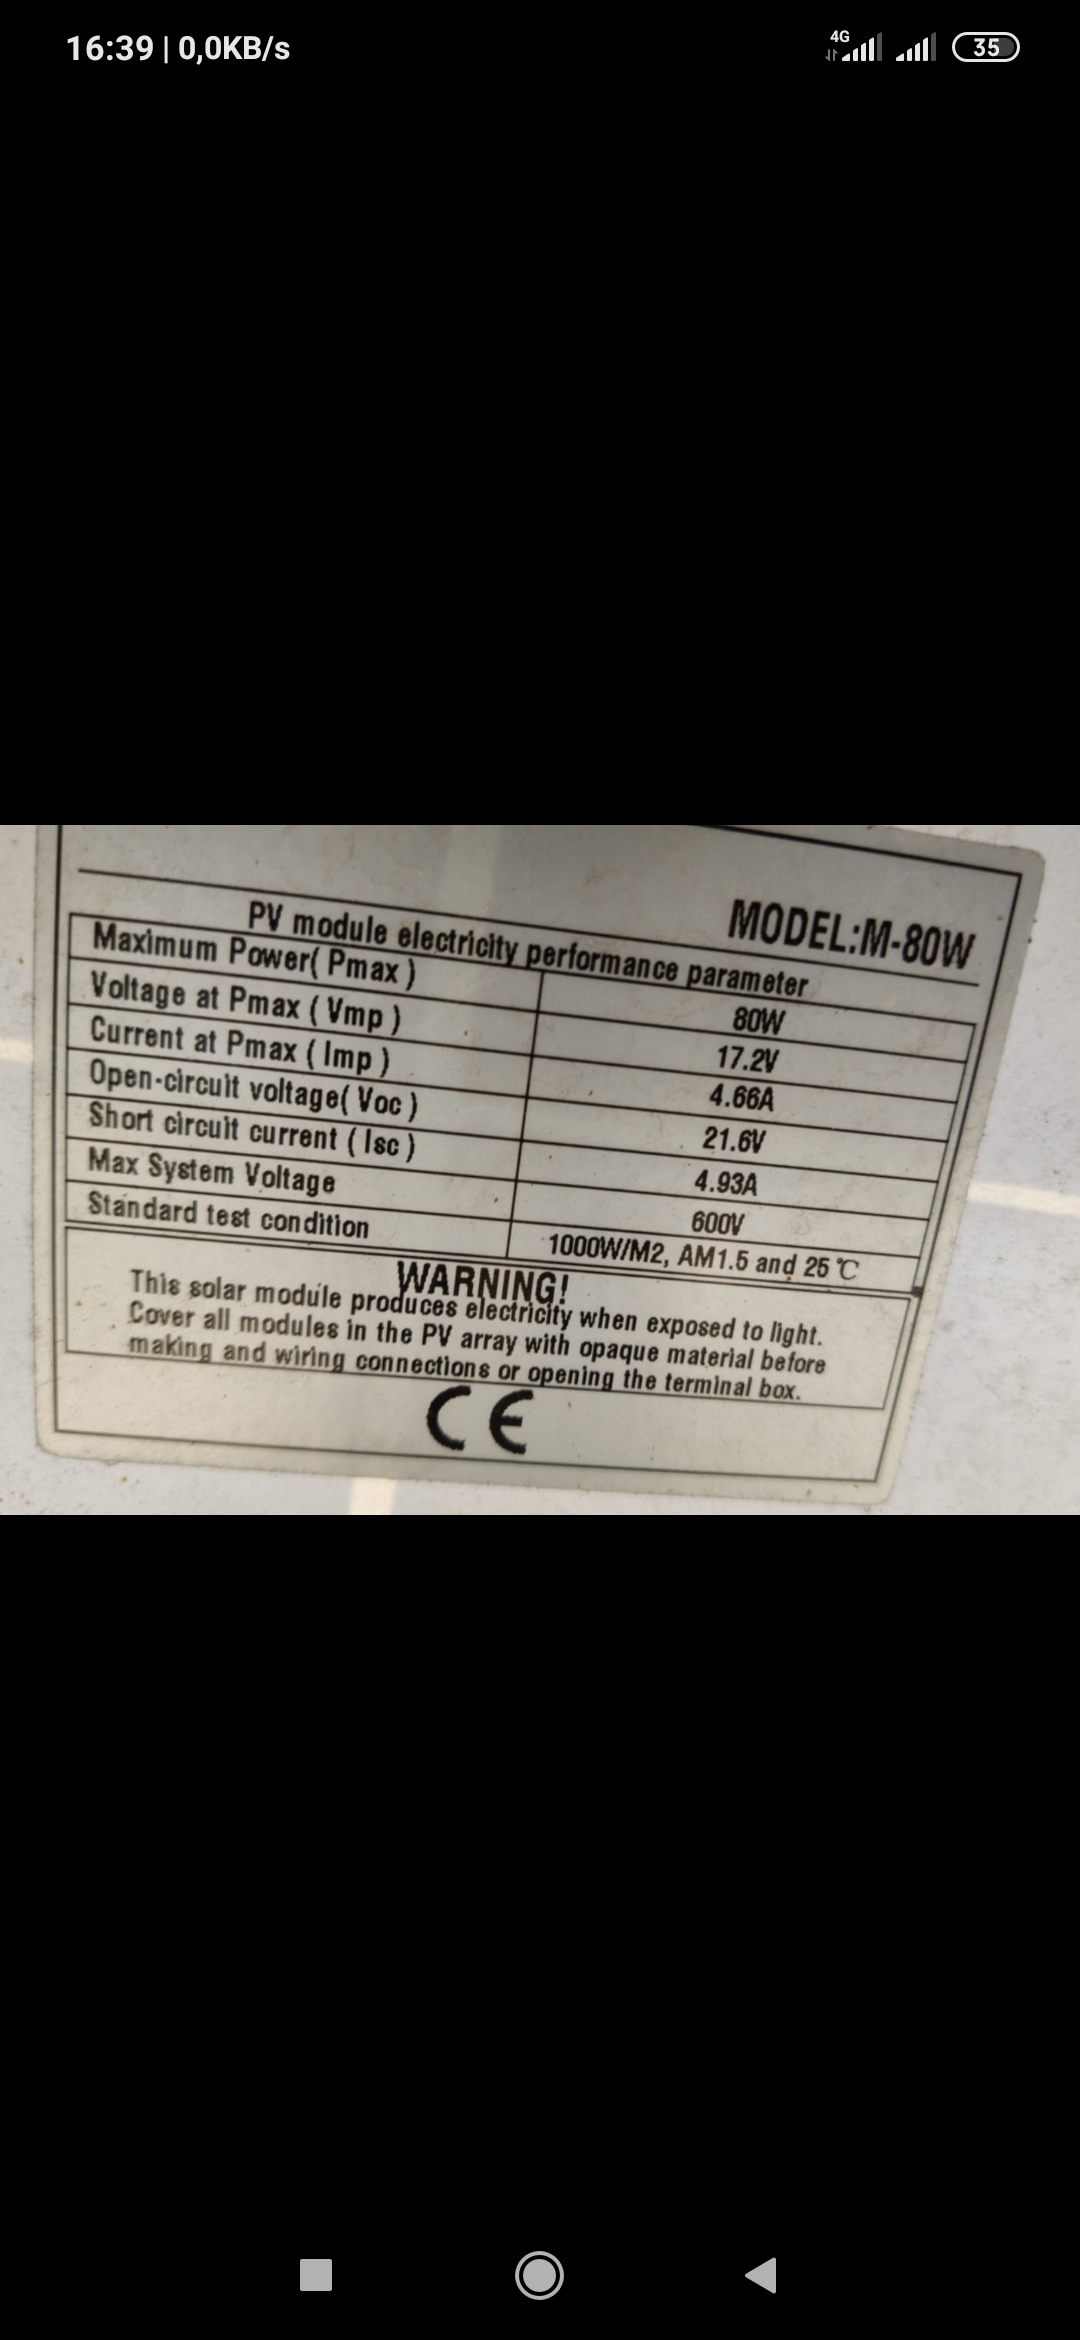 16:39 | 0,0KB/s 4G 35
MODEL:M-80W
PV module electricity performance parameter
Maximum Power( Pmax ) 80W
Voltage at Pmax ( Vmp ) 17.2V
Current at Pmax ( Imp ) 4.66A
Open-circuit voltage( Voc ) 21.6V
Short circuit current ( Isc ) 4.93A
Max System Voltage 600V
Standard test condition 1000W/M2, AM1.5 and 25 °C
WARNING!
This solar module produces electricity when exposed to light.
Cover all modules in the PV array with opaque material before
making and wiring connections or opening the terminal box.
CE